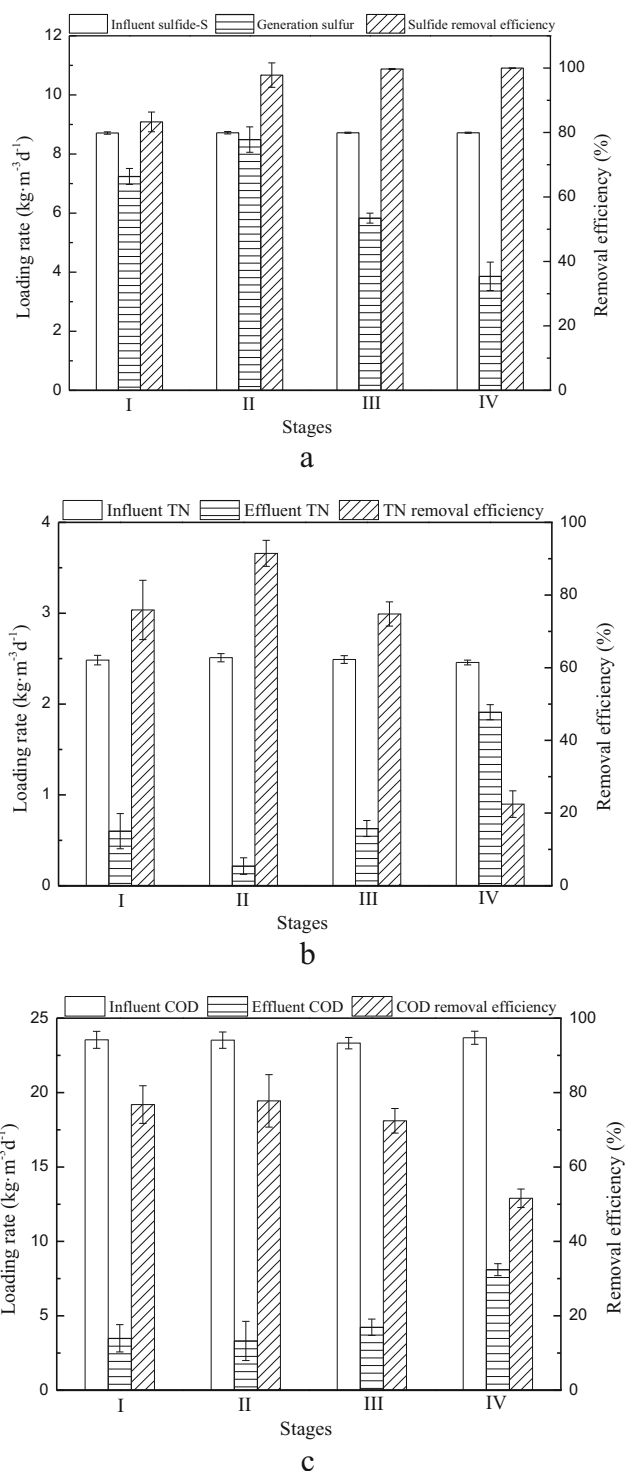 Influent sulfide-S Generation sulfur Sulfide removal efficiency
12
10
8
6
4
2
0
100
80
60
40
20
0
Loading rate (kg·m⁻³d⁻¹)
Removal efficiency (%)
I II III IV
Stages
a
Influent TN Effluent TN TN removal efficiency
4
3
2
1
0
100
80
60
40
20
0
Loading rate (kg·m⁻³d⁻¹)
Removal efficiency (%)
I II III IV
Stages
b
Influent COD Effluent COD COD removal efficiency
25
20
15
10
5
0
100
80
60
40
20
0
Loading rate (kg·m⁻³d⁻¹)
Removal efficiency (%)
I II III IV
Stages
c